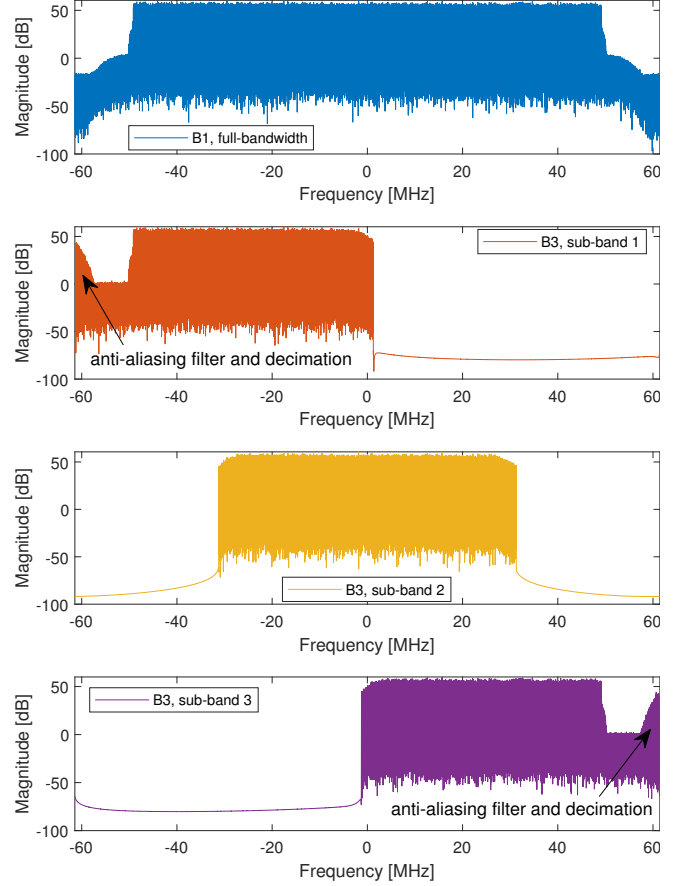 50
0
-50
-100
Magnitude [dB]
B1, full-bandwidth
-60 -40 -20 0 20 40 60
Frequency [MHz]
50
0
-50
-100
Magnitude [dB]
B3, sub-band 1
anti-aliasing filter and decimation
-60 -40 -20 0 20 40 60
Frequency [MHz]
50
0
-50
-100
Magnitude [dB]
B3, sub-band 2
-60 -40 -20 0 20 40 60
Frequency [MHz]
50
0
-50
-100
Magnitude [dB]
B3, sub-band 3
anti-aliasing filter and decimation
-60 -40 -20 0 20 40 60
Frequency [MHz]